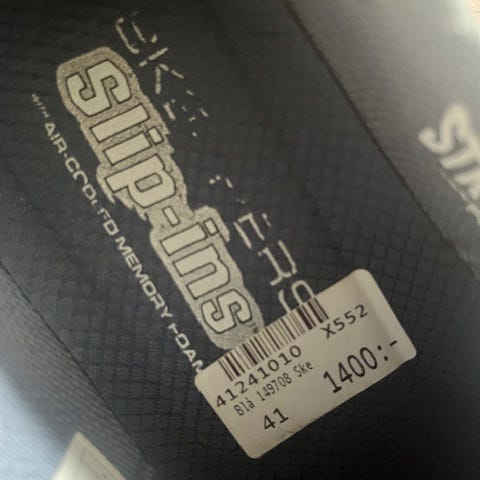 Slip-ins
WITH AIR-COOLED MEMORY FOAM
41241010 X552
Blå 149708 Ske
41 1400:-